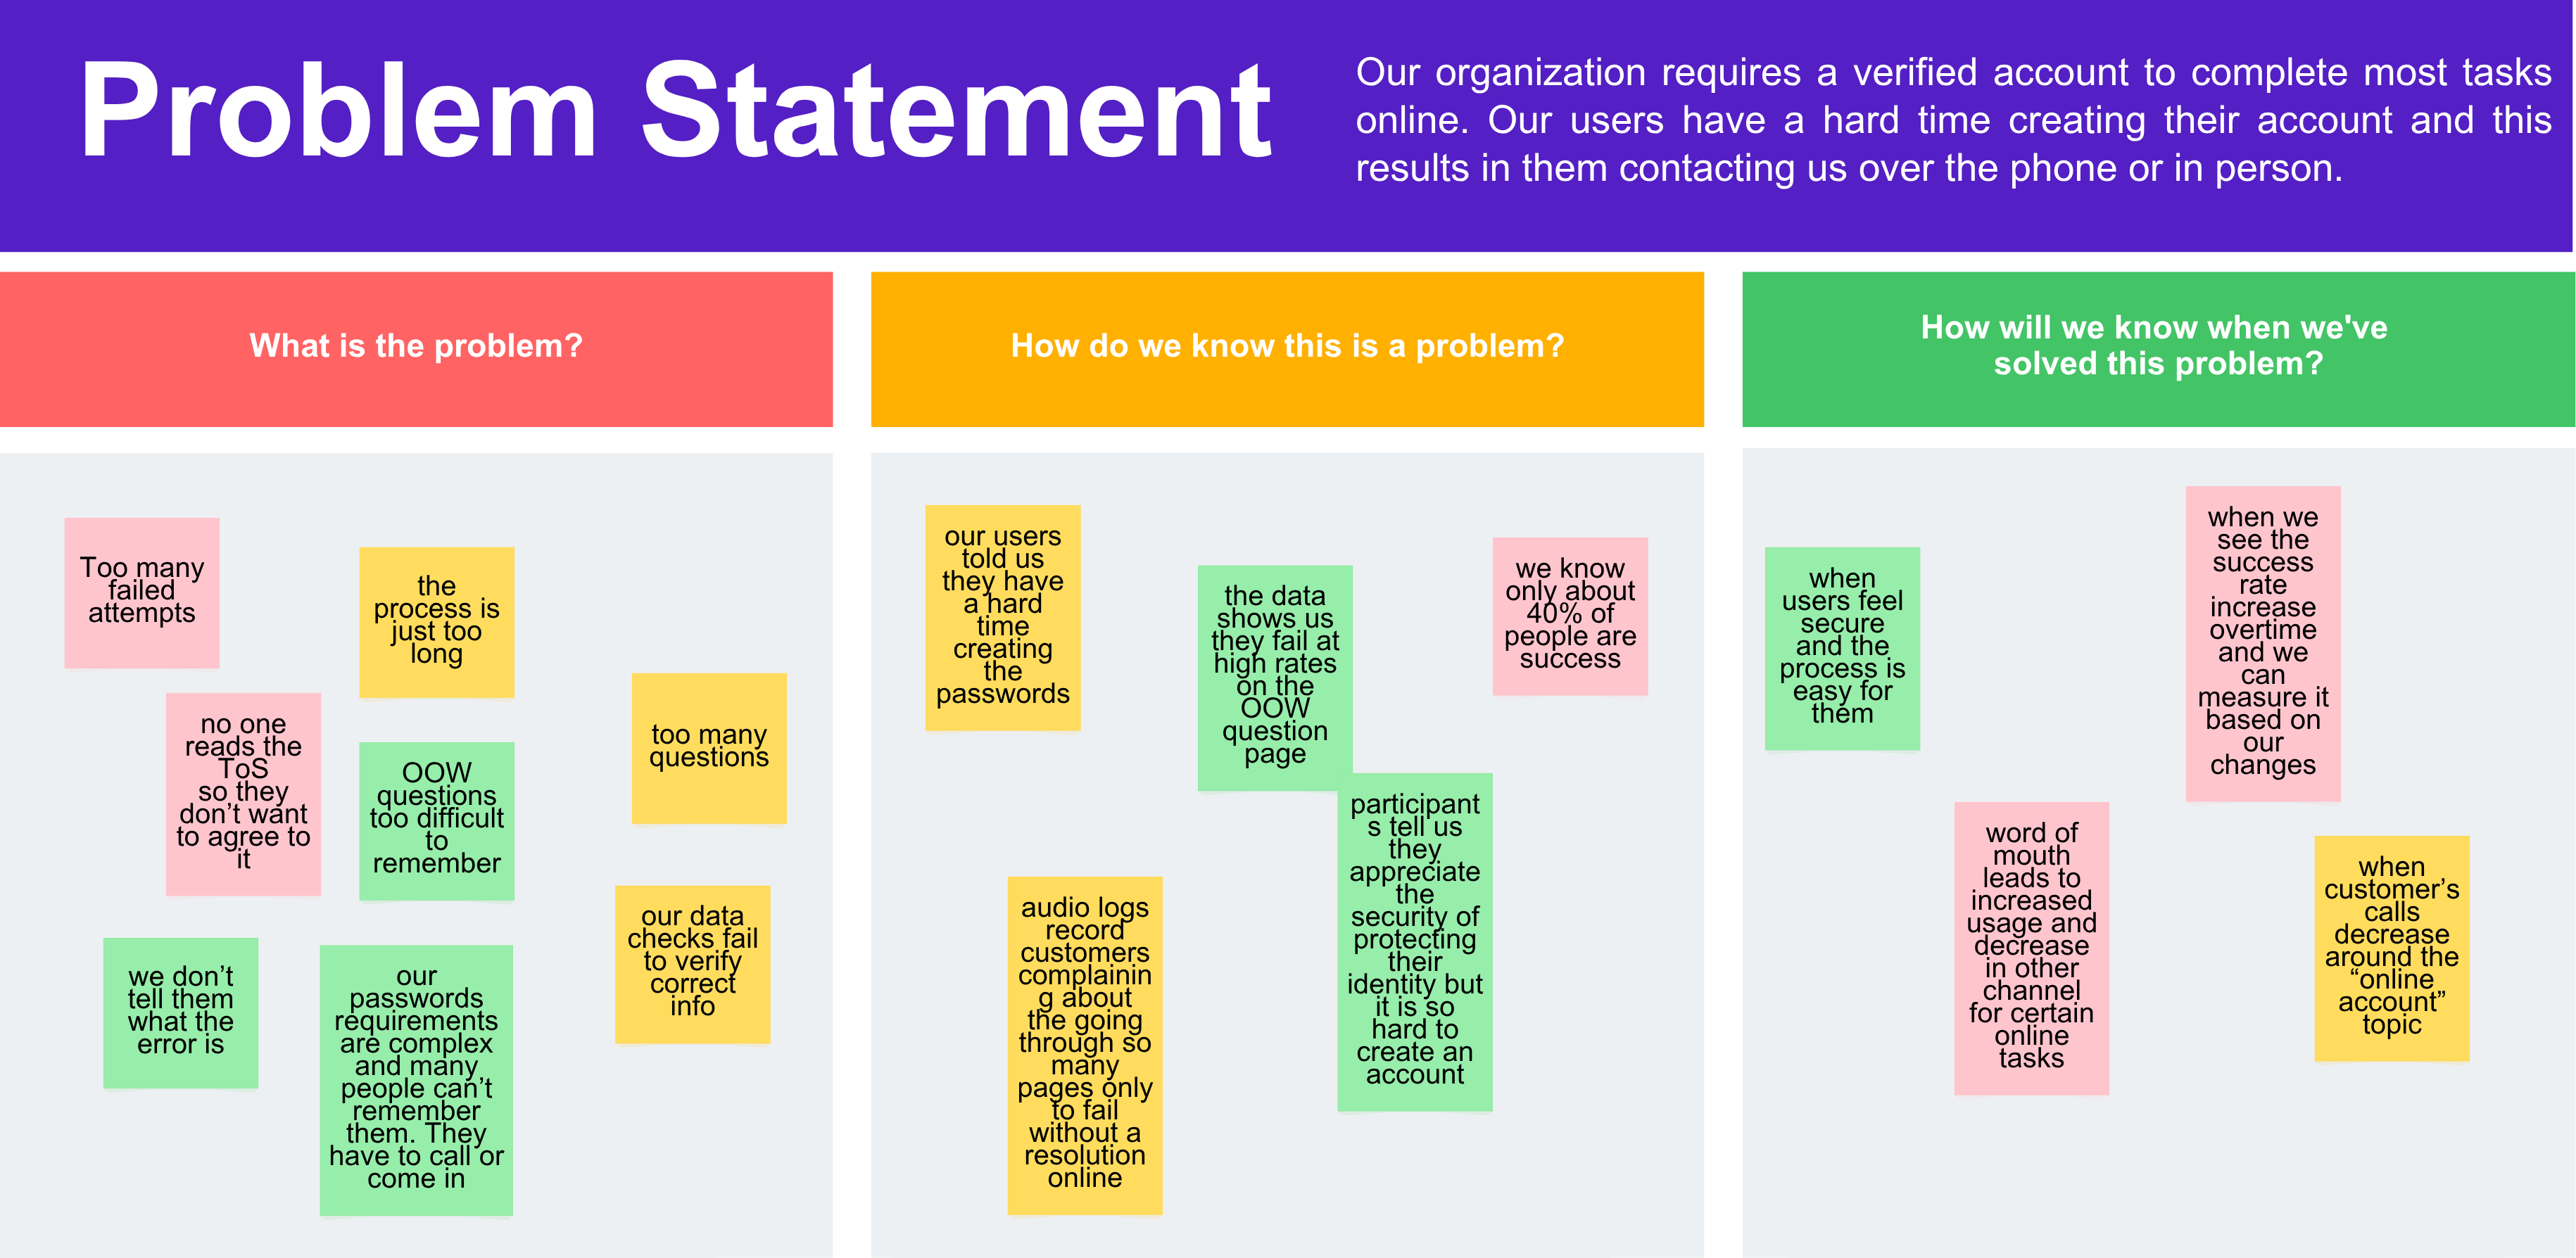 Problem Statement
Our organization requires a verified account to complete most tasks
online. Our users have a hard time creating their account and this
results in them contacting us over the phone or in person.
What is the problem?
Too many
failed
attempts
the
process is
just too
long
too many
questions
no one
reads the
ToS
so they
don’t want
to agree to
it
OOW
questions
too difficult
to
remember
our data
checks fail
to verify
correct
info
we don’t
tell them
what the
error is
our
passwords
requirements
are complex
and many
people can’t
remember
them. They
have to call or
come in
How do we know this is a problem?
our users
told us
they have
a hard
time
creating
the
passwords
the data
shows us
they fail at
high rates
on the
OOW
question
page
we know
only about
40% of
people are
success
participant
s tell us
they
appreciate
the
security of
protecting
their
identity but
it is so
hard to
create an
account
audio logs
record
customers
complainin
g about
the going
through so
many
pages only
to fail
without a
resolution
online
How will we know when we've
solved this problem?
when
users feel
secure
and the
process is
easy for
them
when we
see the
success
rate
increase
overtime
and we
can
measure it
based on
our
changes
word of
mouth
leads to
increased
usage and
decrease
in other
channel
for certain
online
tasks
when
customer’s
calls
decrease
around the
“online
account”
topic